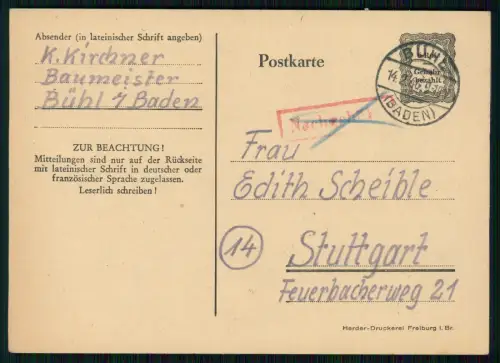 Absender (in lateinischer Schrift angeben)
K. Kirchner
Baumeister
Bühl / Baden
ZUR BEACHTUNG!
Mitteilungen sind nur auf der Rückseite
mit lateinischer Schrift in deutscher oder
französischer Sprache zugelassen.
Leserlich schreiben!
Postkarte
Gebühr
bezahlt
BÜHL
(BADEN)
Frau
Edith Scheible
14
Stuttgart
Feuerbacherweg 21
Harder-Druckerei Freiburg i. Br.